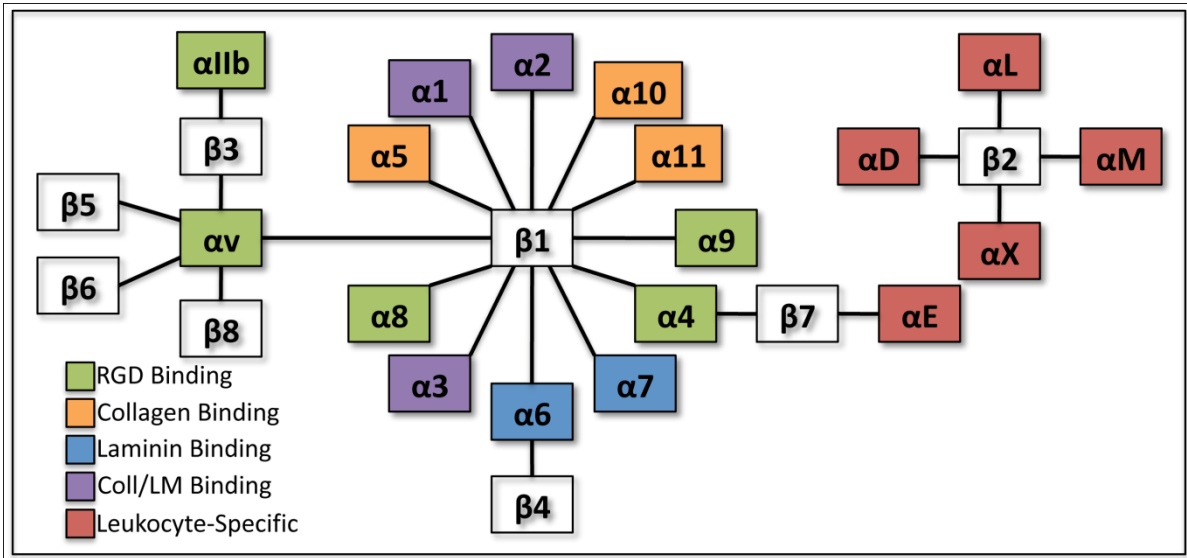 αIIb
β3
β5
αv
β6
β8
α1
α2
α10
α5
α11
β1
α9
α8
α4
β7
αE
α3
α6
α7
β4
αL
αD
β2
αM
αX
RGD Binding
Collagen Binding
Laminin Binding
Coll/LM Binding
Leukocyte-Specific